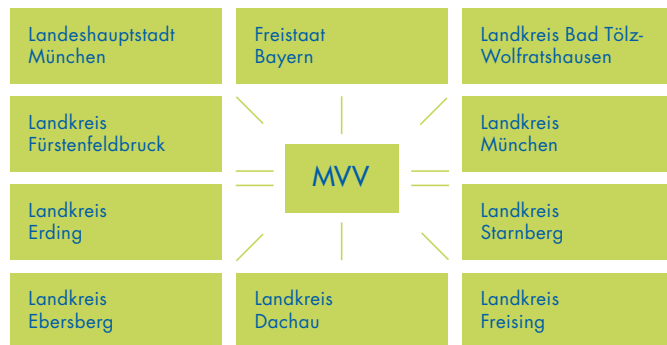 Landeshauptstadt
München
Freistaat
Bayern
Landkreis Bad Tölz-
Wolfratshausen
Landkreis
Fürstenfeldbruck
MVV
Landkreis
München
Landkreis
Erding
Landkreis
Starnberg
Landkreis
Ebersberg
Landkreis
Dachau
Landkreis
Freising